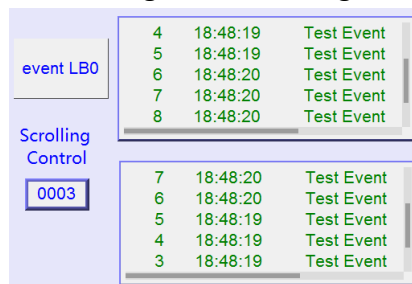 event LB0
4 18:48:19 Test Event
5 18:48:19 Test Event
6 18:48:20 Test Event
7 18:48:20 Test Event
8 18:48:20 Test Event
Scrolling
Control
0003
7 18:48:20 Test Event
6 18:48:20 Test Event
5 18:48:19 Test Event
4 18:48:19 Test Event
3 18:48:19 Test Event